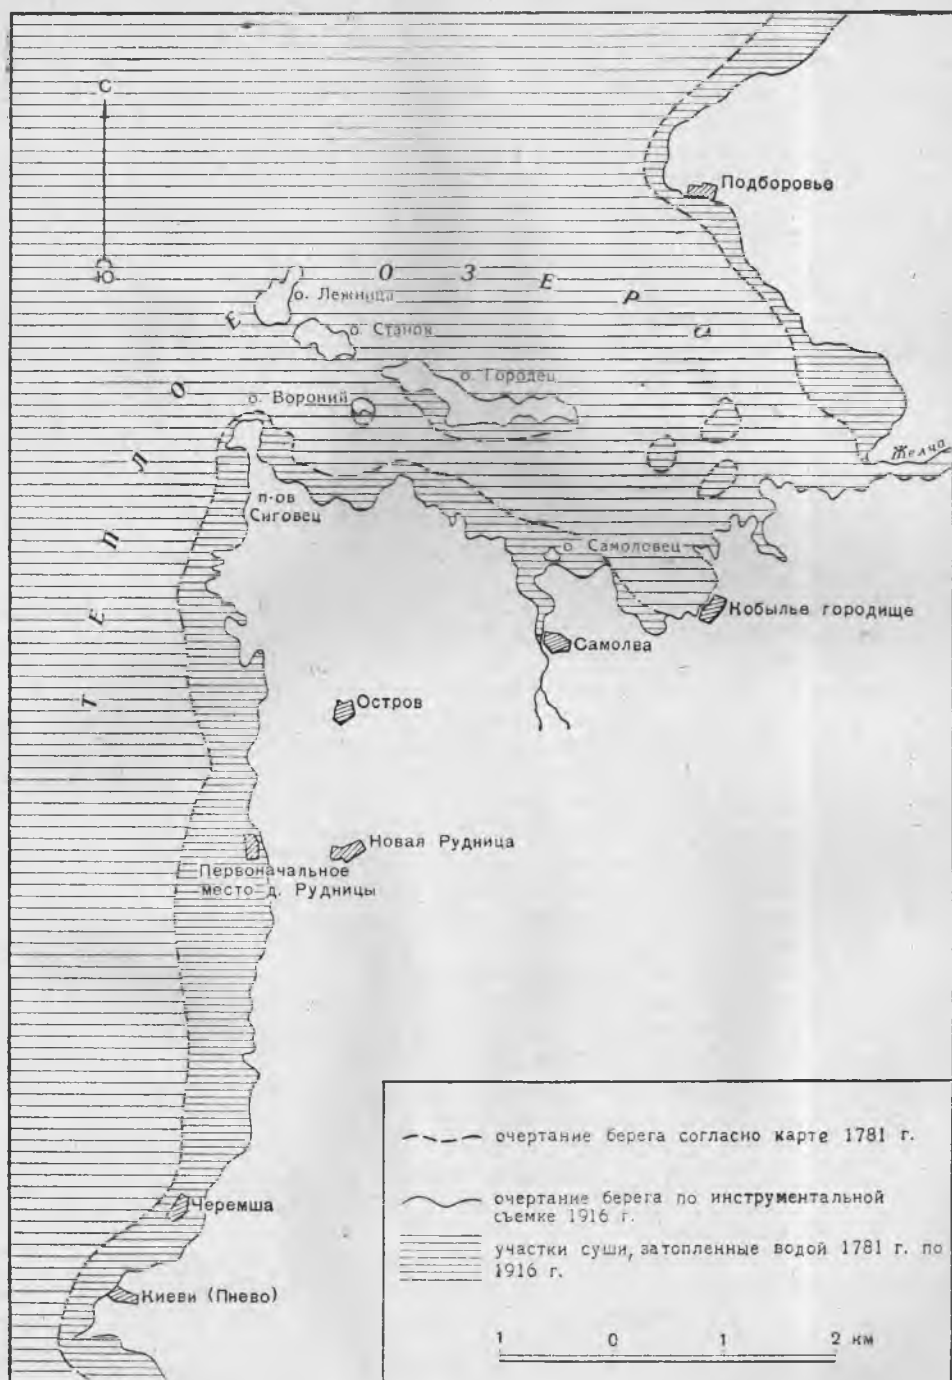 С
Ю
Подборовье
ТЕПЛОЕ ОЗЕРО
о. Лежница
о. Станок
о. Городец
о. Вороний
Желча
п-ов
Сиговец
о. Самоловец
Кобылье городище
Самолва
Остров
Новая Рудница
Первоначальное
место д. Рудницы
Черемша
Киеви (Пнево)
очертание берега согласно карте 1781 г.
очертание берега по инструментальной
съемке 1916 г.
участки суши, затопленные водой 1781 г. по
1916 г.
1 0 1 2 км